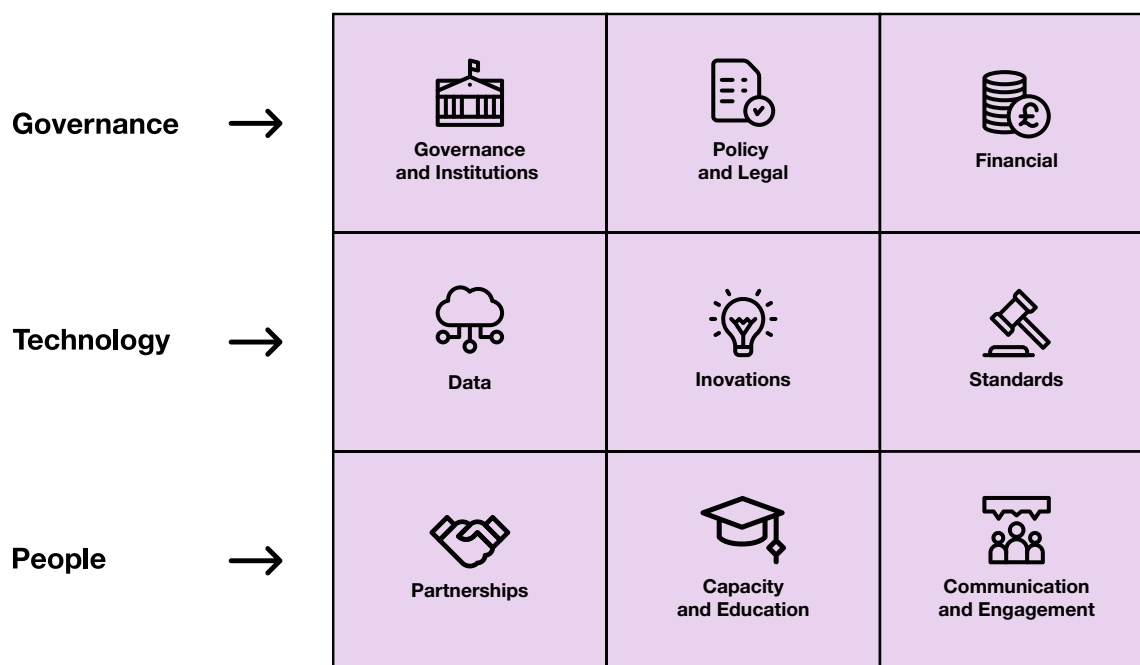 Governance
Governance
and Institutions
Policy
and Legal
£
Financial
Technology
Data
Inovations
Standards
People
Partnerships
Capacity
and Education
Communication
and Engagement